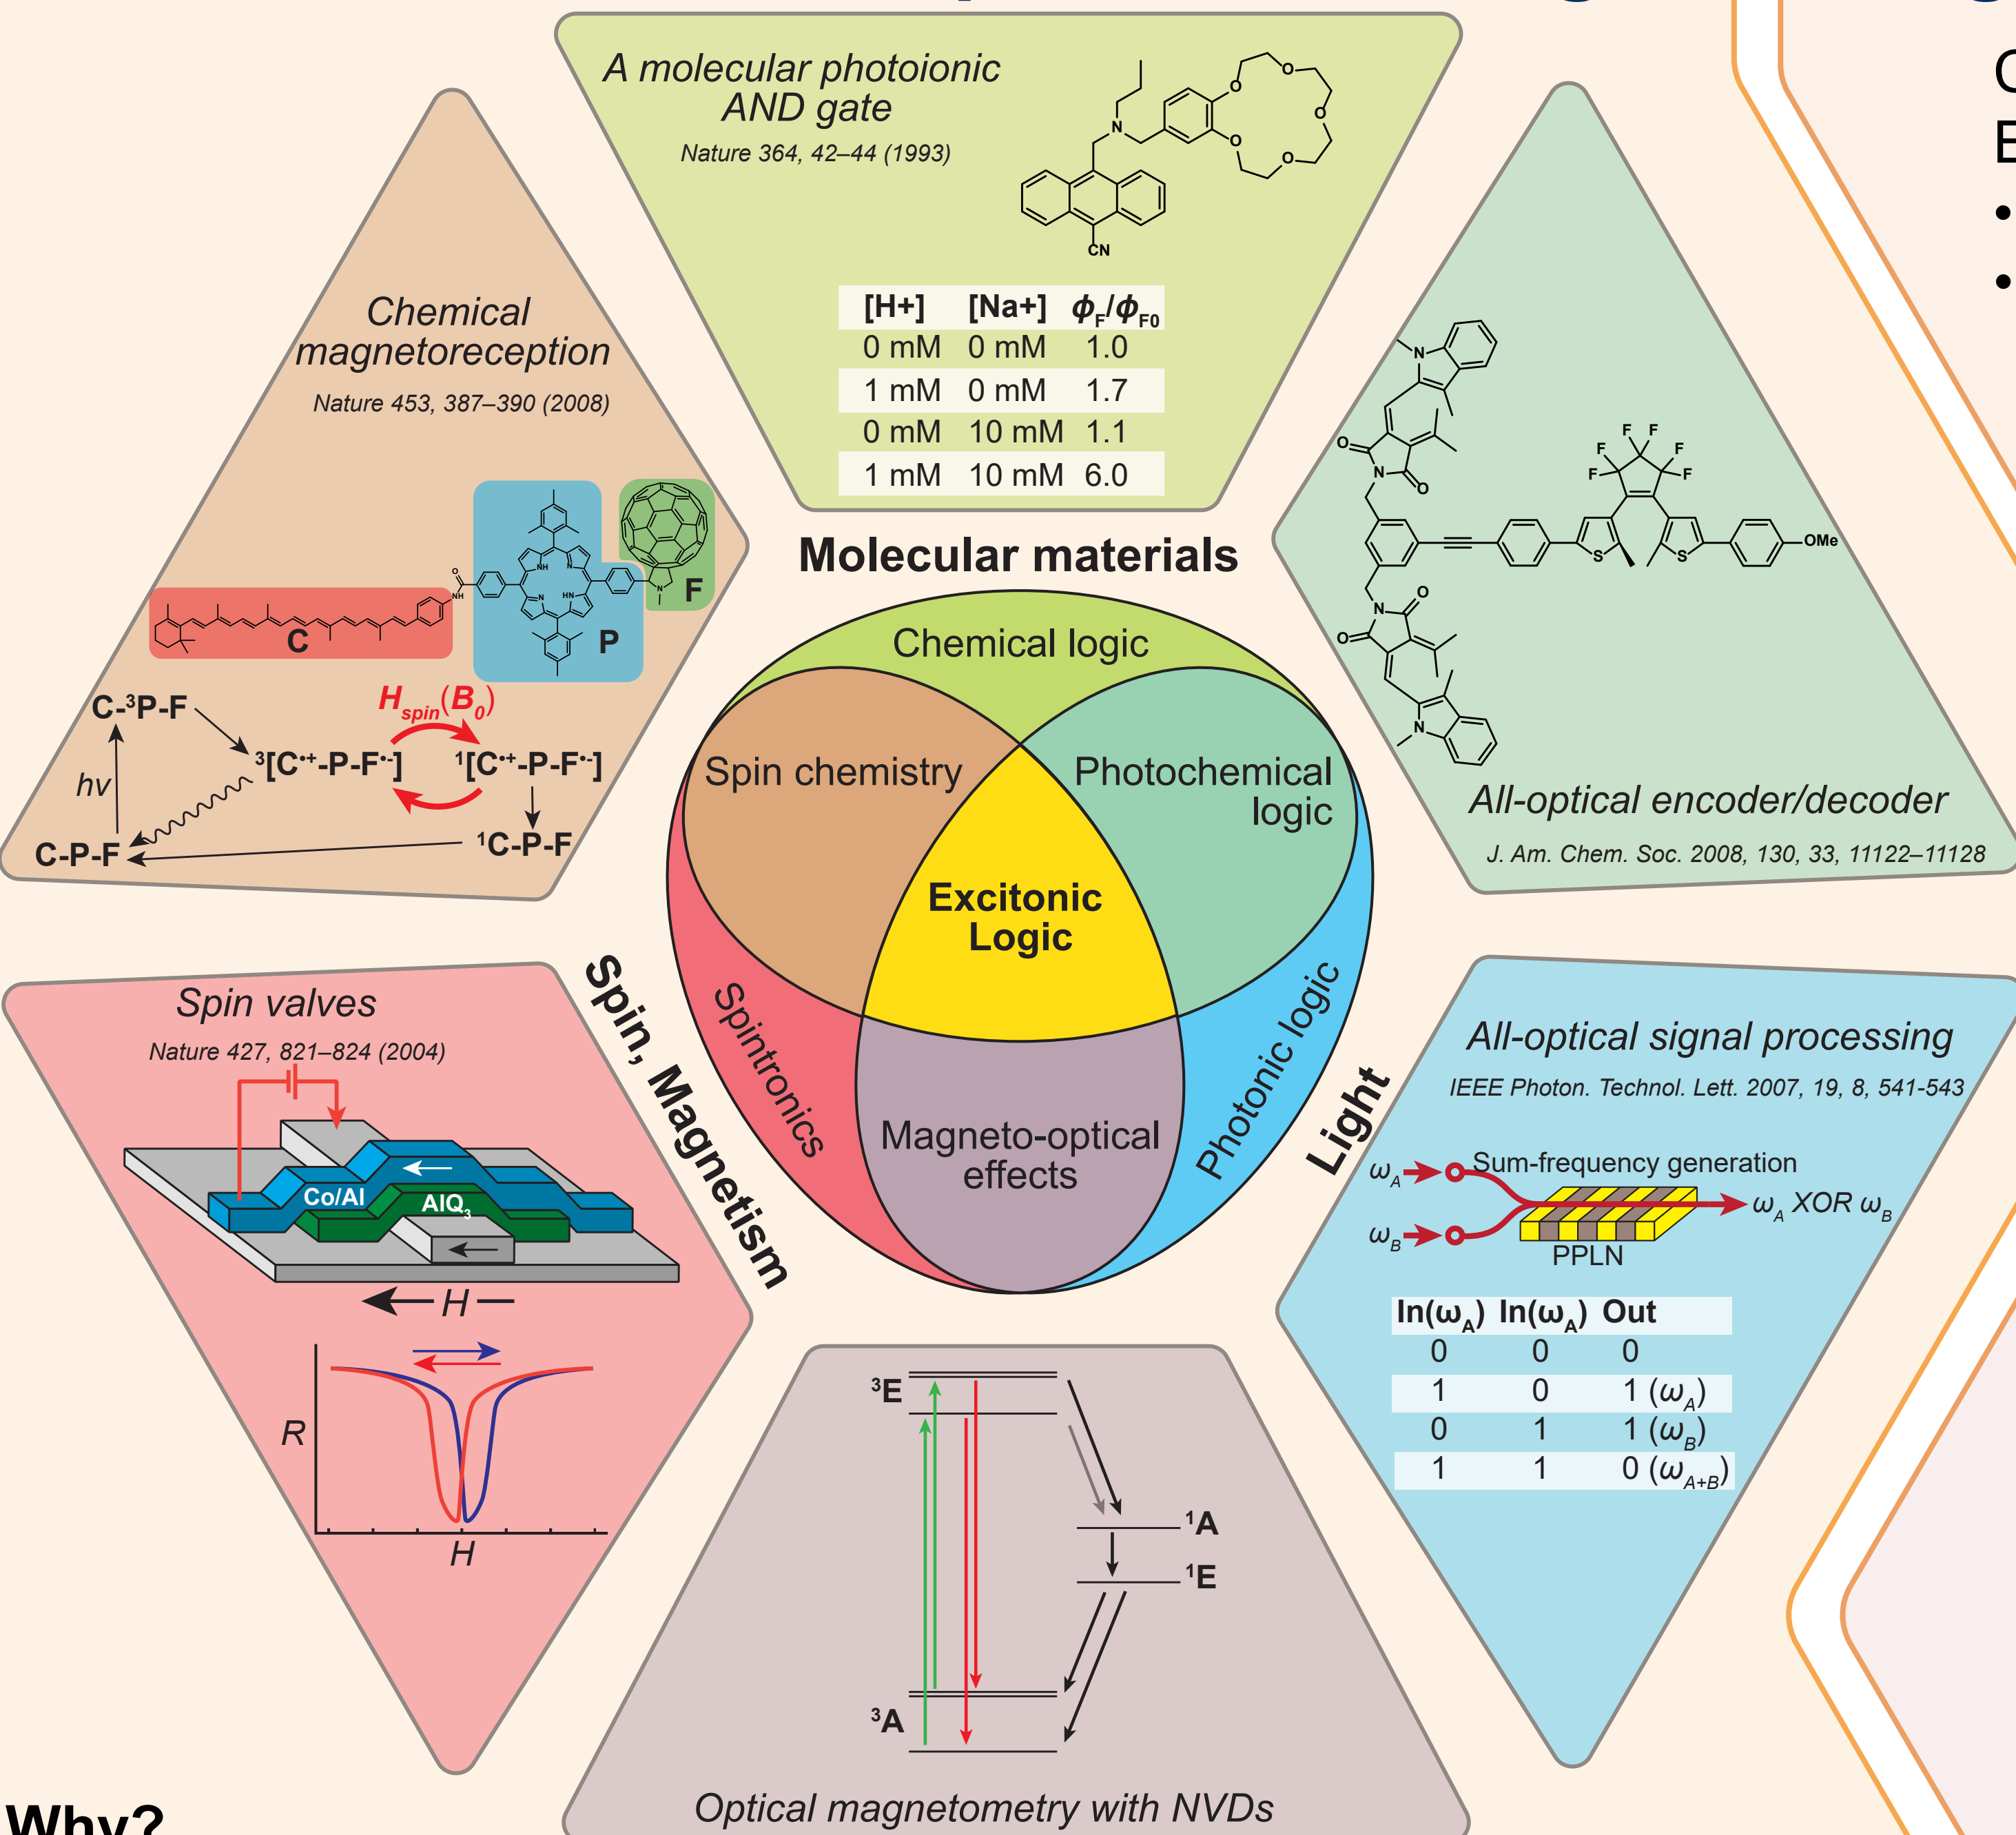 A molecular photoionic
AND gate
Nature 364, 42–44 (1993)
N
O
O
O
O
O
CN
[H+] [Na+] ϕF/ϕF0
0 mM 0 mM 1.0
1 mM 0 mM 1.7
0 mM 10 mM 1.1
1 mM 10 mM 6.0
Chemical
magnetoreception
Nature 453, 387–390 (2008)
O
NH
NH
N
N
HN
N
C
P
F
C-³P-F
Hspin(B0)
³[C•+-P-F•-]
¹[C•+-P-F•-]
hν
C-P-F
¹C-P-F
N
O
N
O
F
F
F
F
F
F
S
S
OMe
O
N
O
N
All-optical encoder/decoder
J. Am. Chem. Soc. 2008, 130, 33, 11122–11128
Molecular materials
Chemical logic
Spin chemistry
Photochemical
logic
Excitonic
Logic
Spintronics
Photonic logic
Magneto-optical
effects
Spin, Magnetism
Light
Spin valves
Nature 427, 821–824 (2004)
Co/Al
AlQ3
H
R
H
All-optical signal processing
IEEE Photon. Technol. Lett. 2007, 19, 8, 541-543
ωA
Sum-frequency generation
ωA XOR ωB
ωB
PPLN
In(ωA) In(ωA) Out
0 0 0
1 0 1 (ωA)
0 1 1 (ωB)
1 1 0 (ωA+B)
³E
¹A
¹E
³A
Optical magnetometry with NVDs
Why?